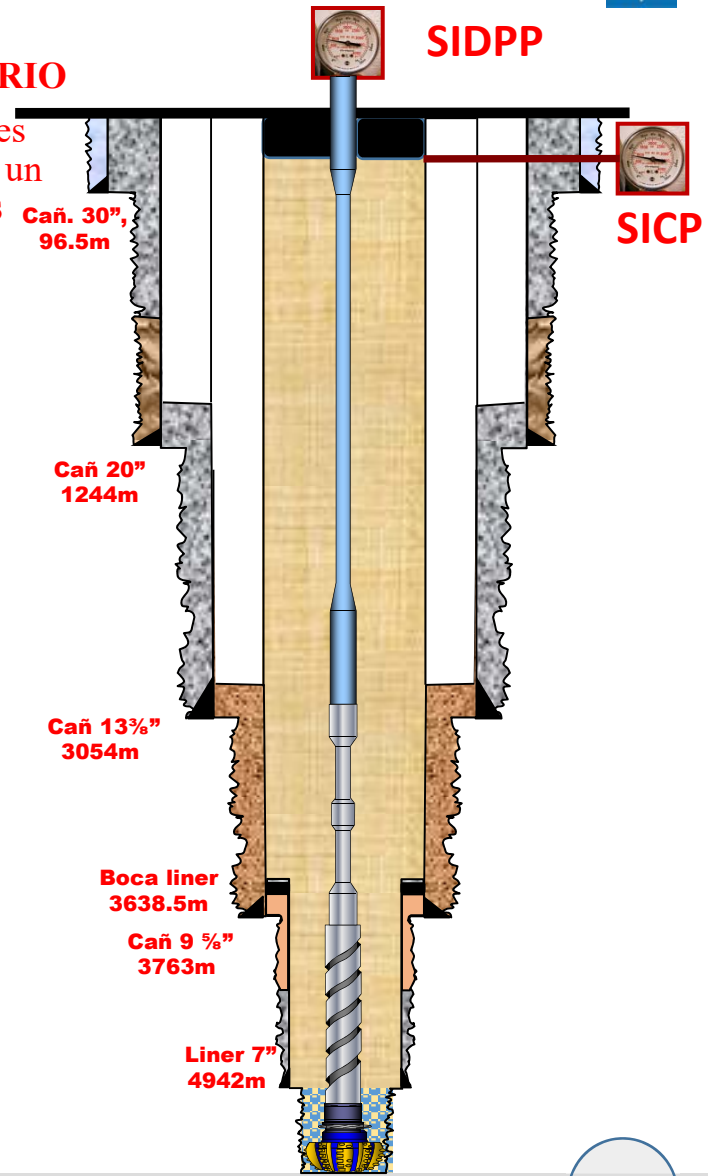 SIDPP
RIO
es
un
s
Cañ. 30”,
96.5m
SICP
Cañ 20”
1244m
Cañ 13⅜”
3054m
Boca liner
3638.5m
Cañ 9 ⅝”
3763m
Liner 7”
4942m